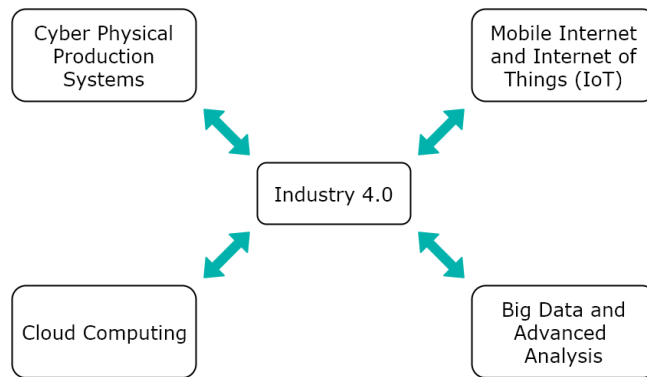 Cyber Physical
Production
Systems
Mobile Internet
and Internet of
Things (IoT)
Industry 4.0
Cloud Computing
Big Data and
Advanced
Analysis